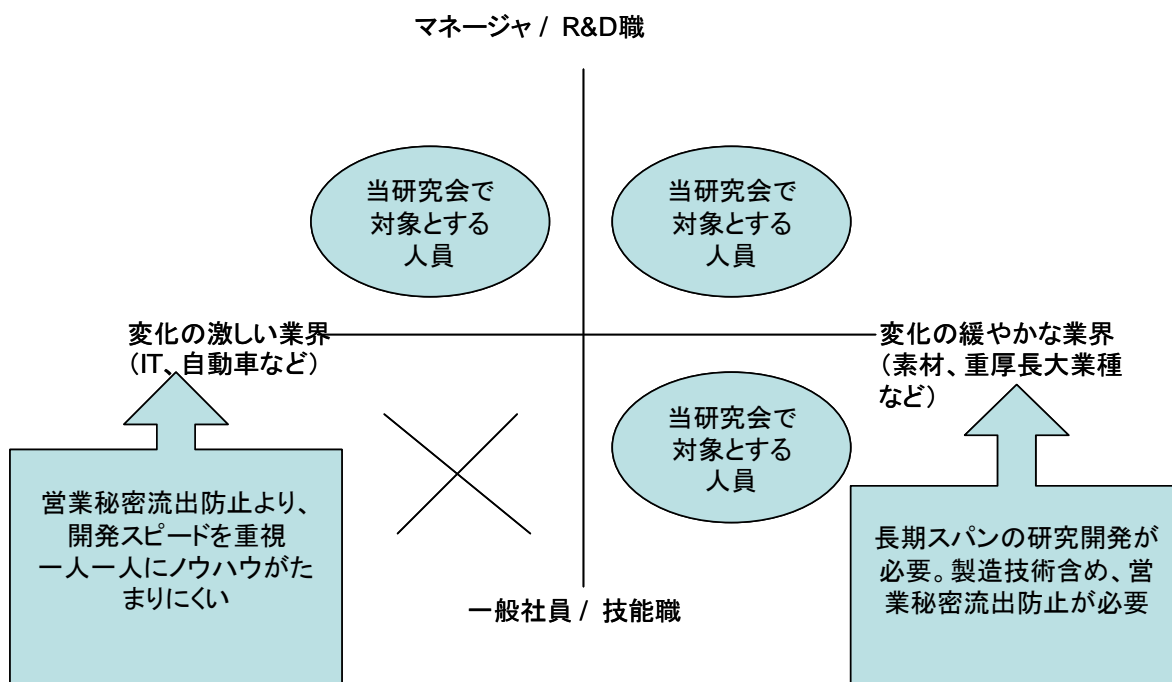 マネージャ / R&D職
当研究会で
対象とする
人員
当研究会で
対象とする
人員
変化の激しい業界
（IT、自動車など）
変化の緩やかな業界
（素材、重厚長大業種
など）
当研究会で
対象とする
人員
営業秘密流出防止より、
開発スピードを重視
一人一人にノウハウがた
まりにくい
長期スパンの研究開発が
必要。製造技術含め、営
業秘密流出防止が必要
一般社員 / 技能職